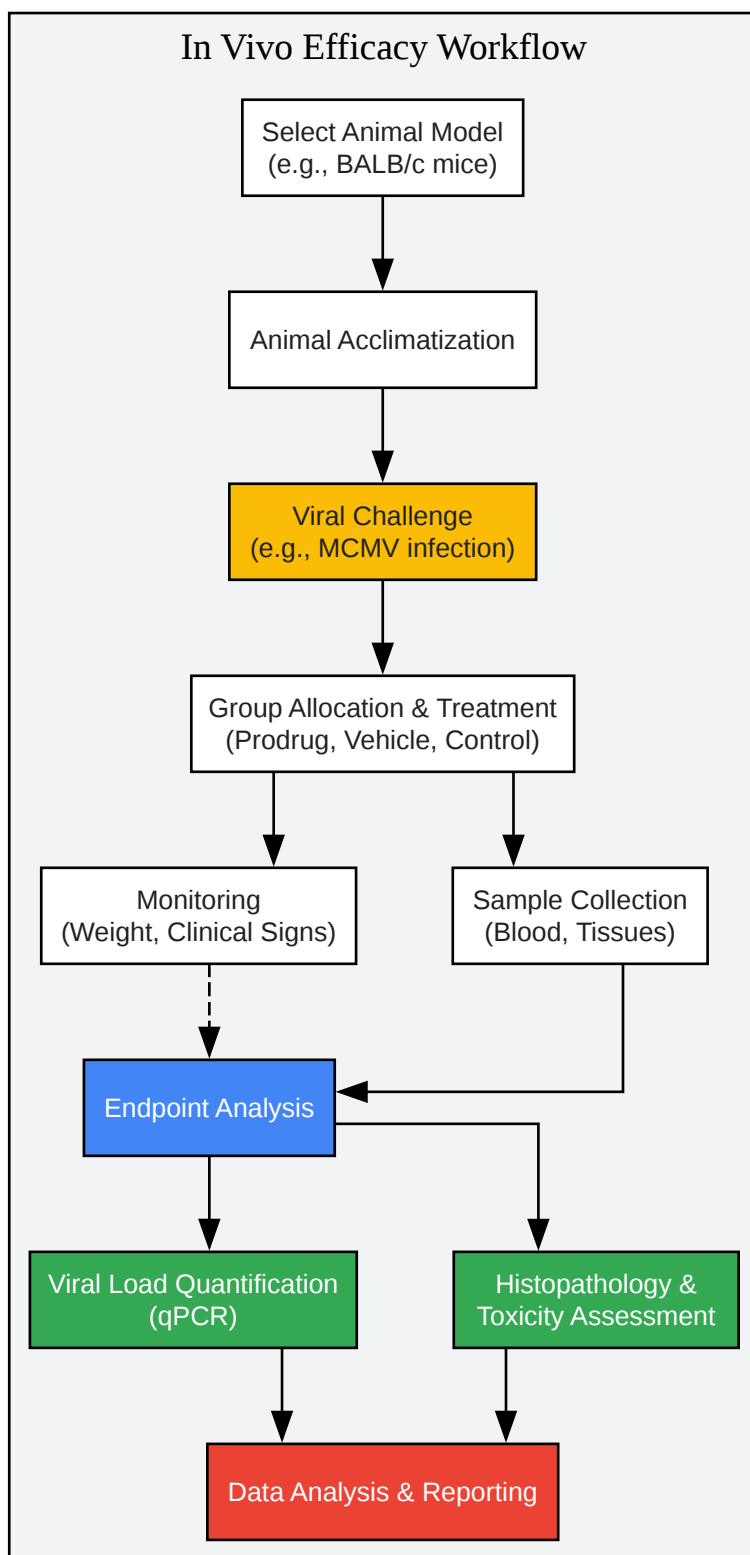 In Vivo Efficacy Workflow
Select Animal Model
(e.g., BALB/c mice)
Animal Acclimatization
Viral Challenge
(e.g., MCMV infection)
Group Allocation & Treatment
(Prodrug, Vehicle, Control)
Monitoring
(Weight, Clinical Signs)
Sample Collection
(Blood, Tissues)
Endpoint Analysis
Viral Load Quantification
(qPCR)
Histopathology &
Toxicity Assessment
Data Analysis & Reporting